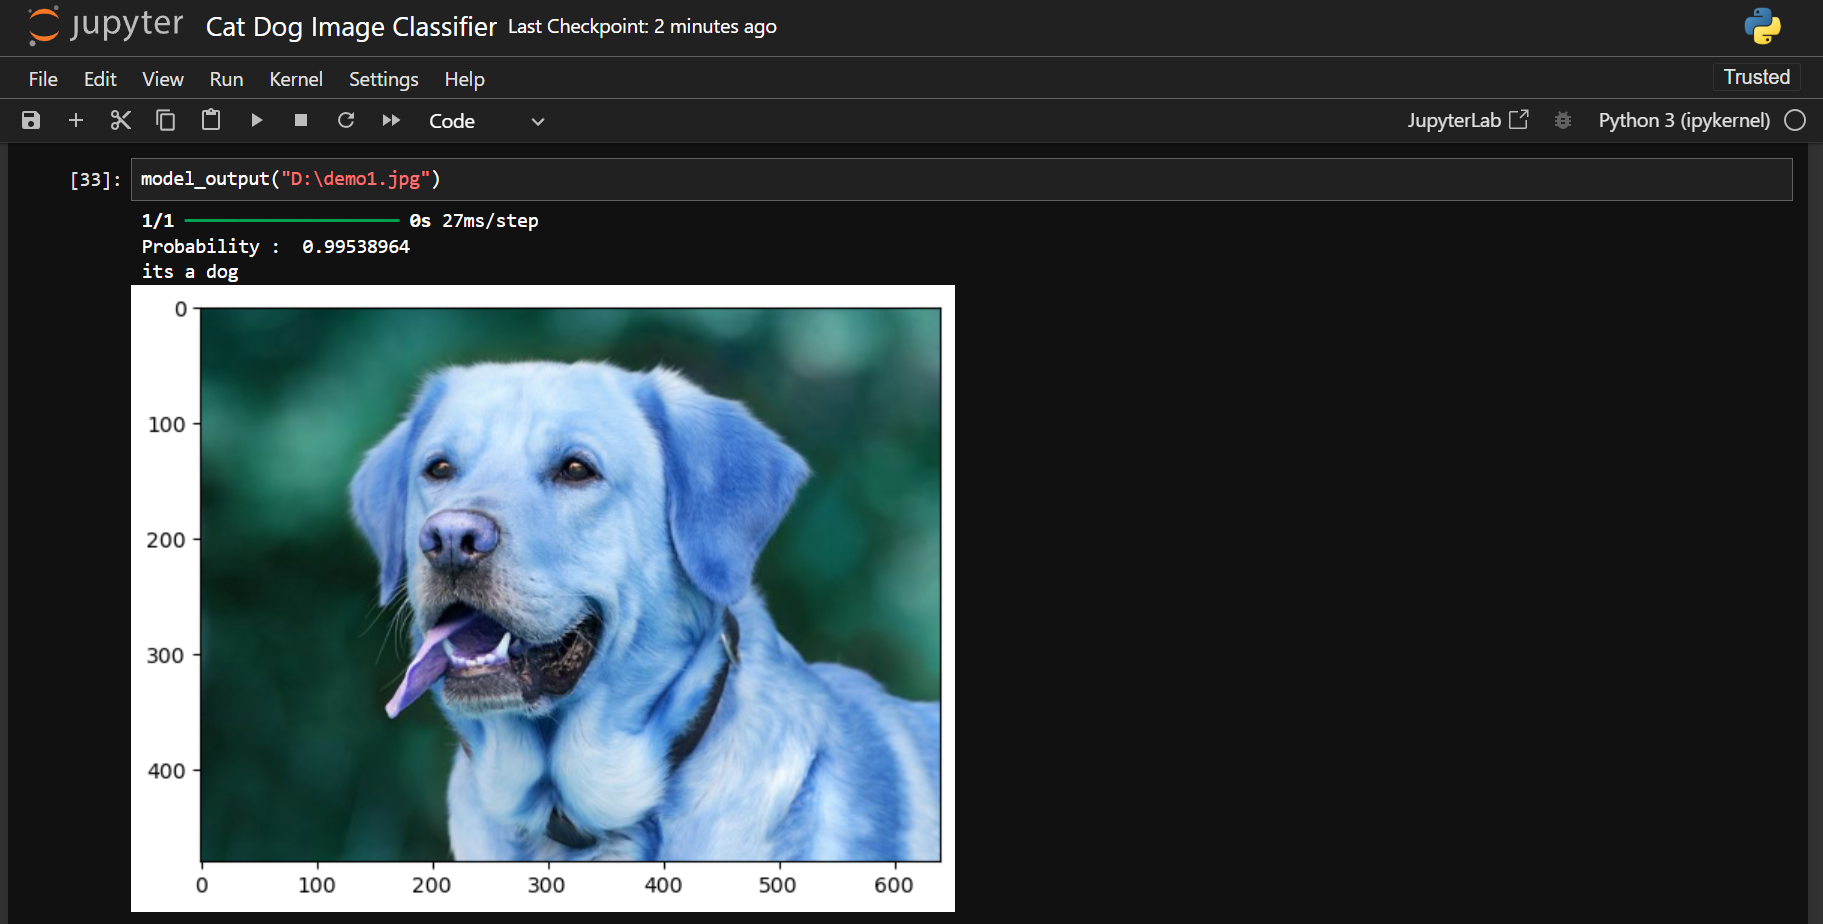 jupyter Cat Dog Image Classifier Last Checkpoint: 2 minutes ago
File Edit View Run Kernel Settings Help Trusted
Code JupyterLab Python 3 (ipykernel)
[33]: model_output("D:\demo1.jpg")
1/1 0s 27ms/step
Probability : 0.99538964
its a dog
0
100
200
300
400
0 100 200 300 400 500 600